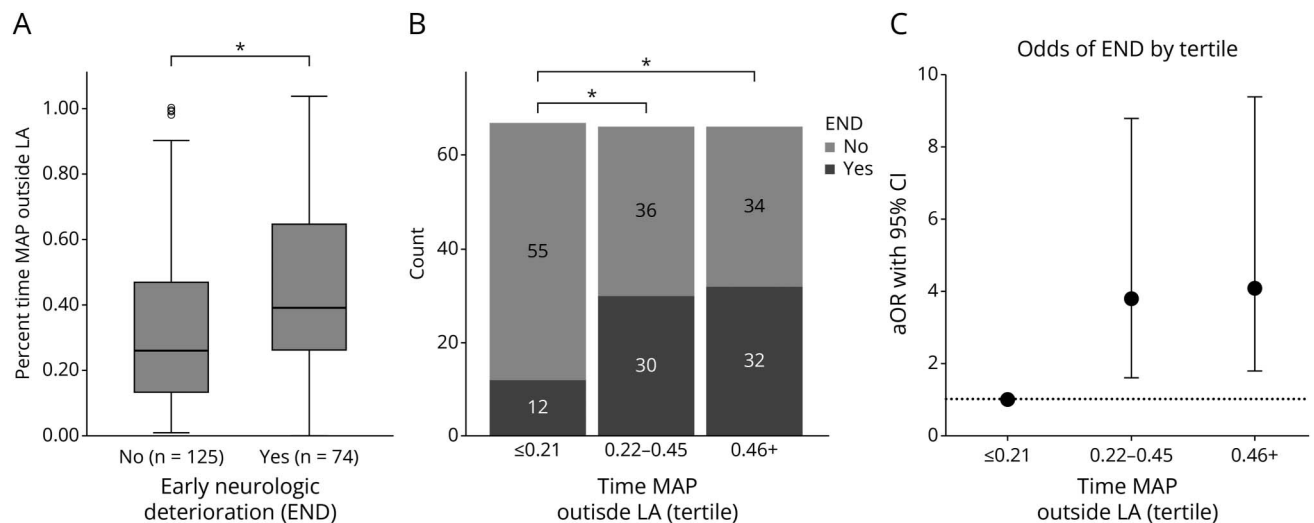 A
*
Percent time MAP outside LA
1.00
0.80
0.60
0.40
0.20
0.00
No (n = 125)
Yes (n = 74)
Early neurologic
deterioration (END)
B
*
*
Count
60
40
20
0
55
12
36
30
34
32
END
No
Yes
≤0.21
0.22–0.45
0.46+
Time MAP
outisde LA (tertile)
C
Odds of END by tertile
aOR with 95% CI
10
8
6
4
2
0
≤0.21
0.22–0.45
0.46+
Time MAP
outside LA (tertile)